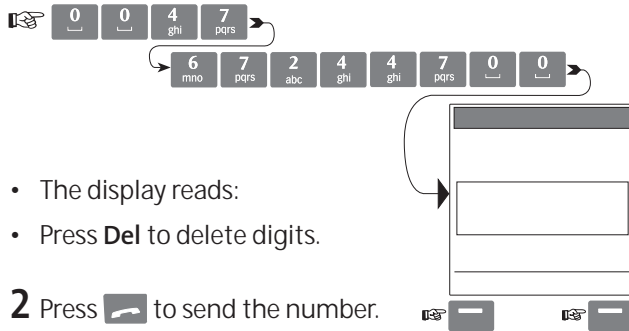 0 0 4 ghi 7 pqrs
6 mno 7 pqrs 2 abc 4 ghi 4 ghi 7 pqrs 0 0
• The display reads:
• Press Del to delete digits.
2 Press to send the number.